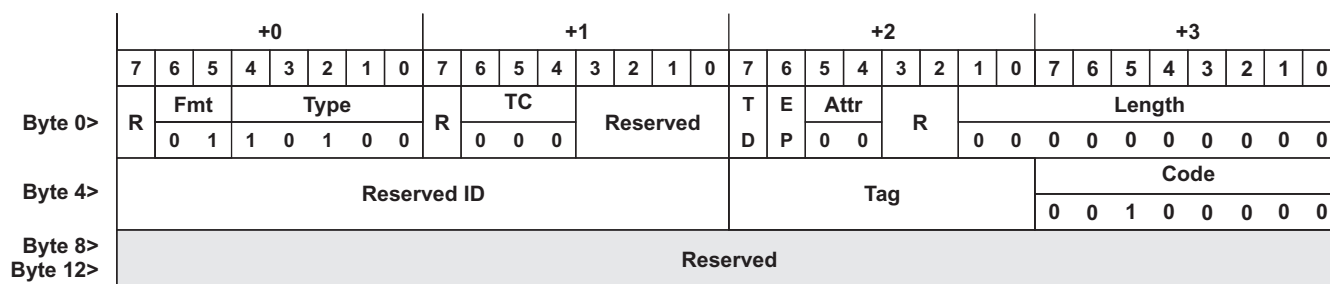 +0 +1 +2 +3
7 6 5 4 3 2 1 0 7 6 5 4 3 2 1 0 7 6 5 4 3 2 1 0 7 6 5 4 3 2 1 0
Byte 0> R Fmt Type R TC Reserved T E Attr R Length
0 1 1 0 1 0 0 0 0 0 D P 0 0 0 0 0 0 0 0 0 0 0 0
Byte 4> Reserved ID Tag Code
0 0 1 0 0 0 0 0
Byte 8>
Byte 12>
Reserved